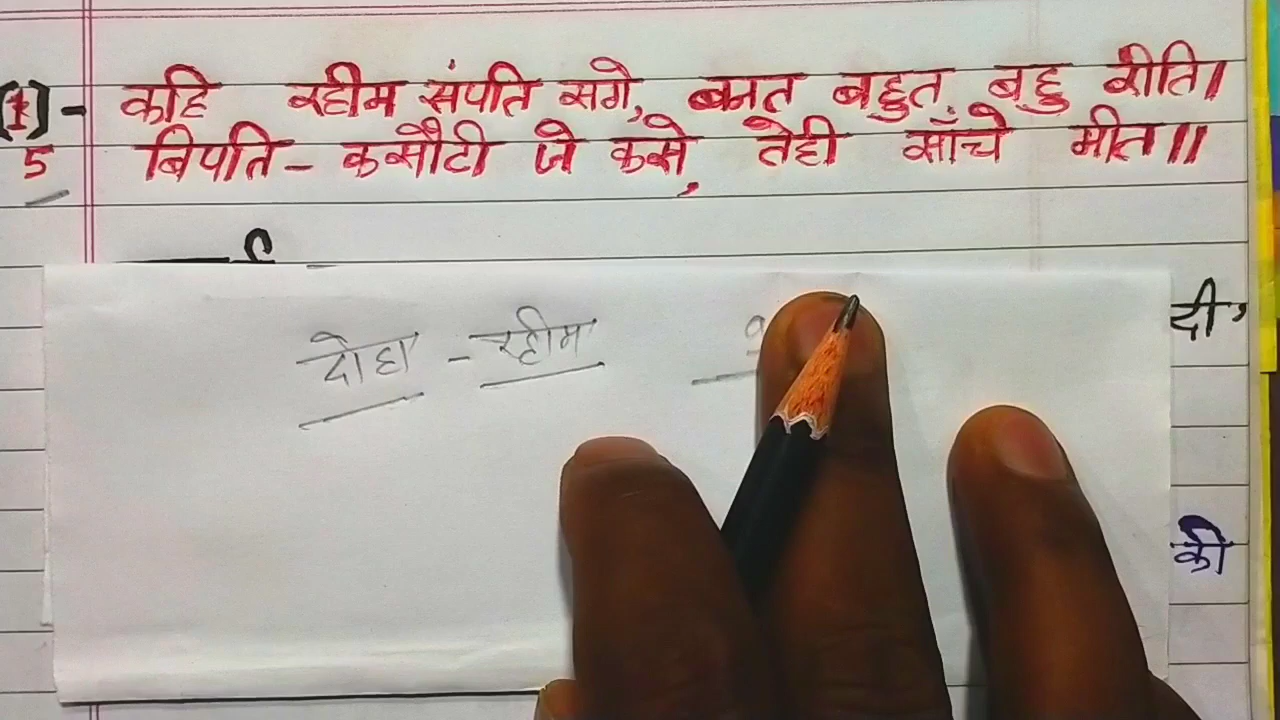 [1] - कहि रहीम संपति सगे, बनत बहुत, बहु रीति।
5 बिपति - कसौटी जे कसे, तेही साँचे मीत॥
दी,
दोहा - रहीम
की